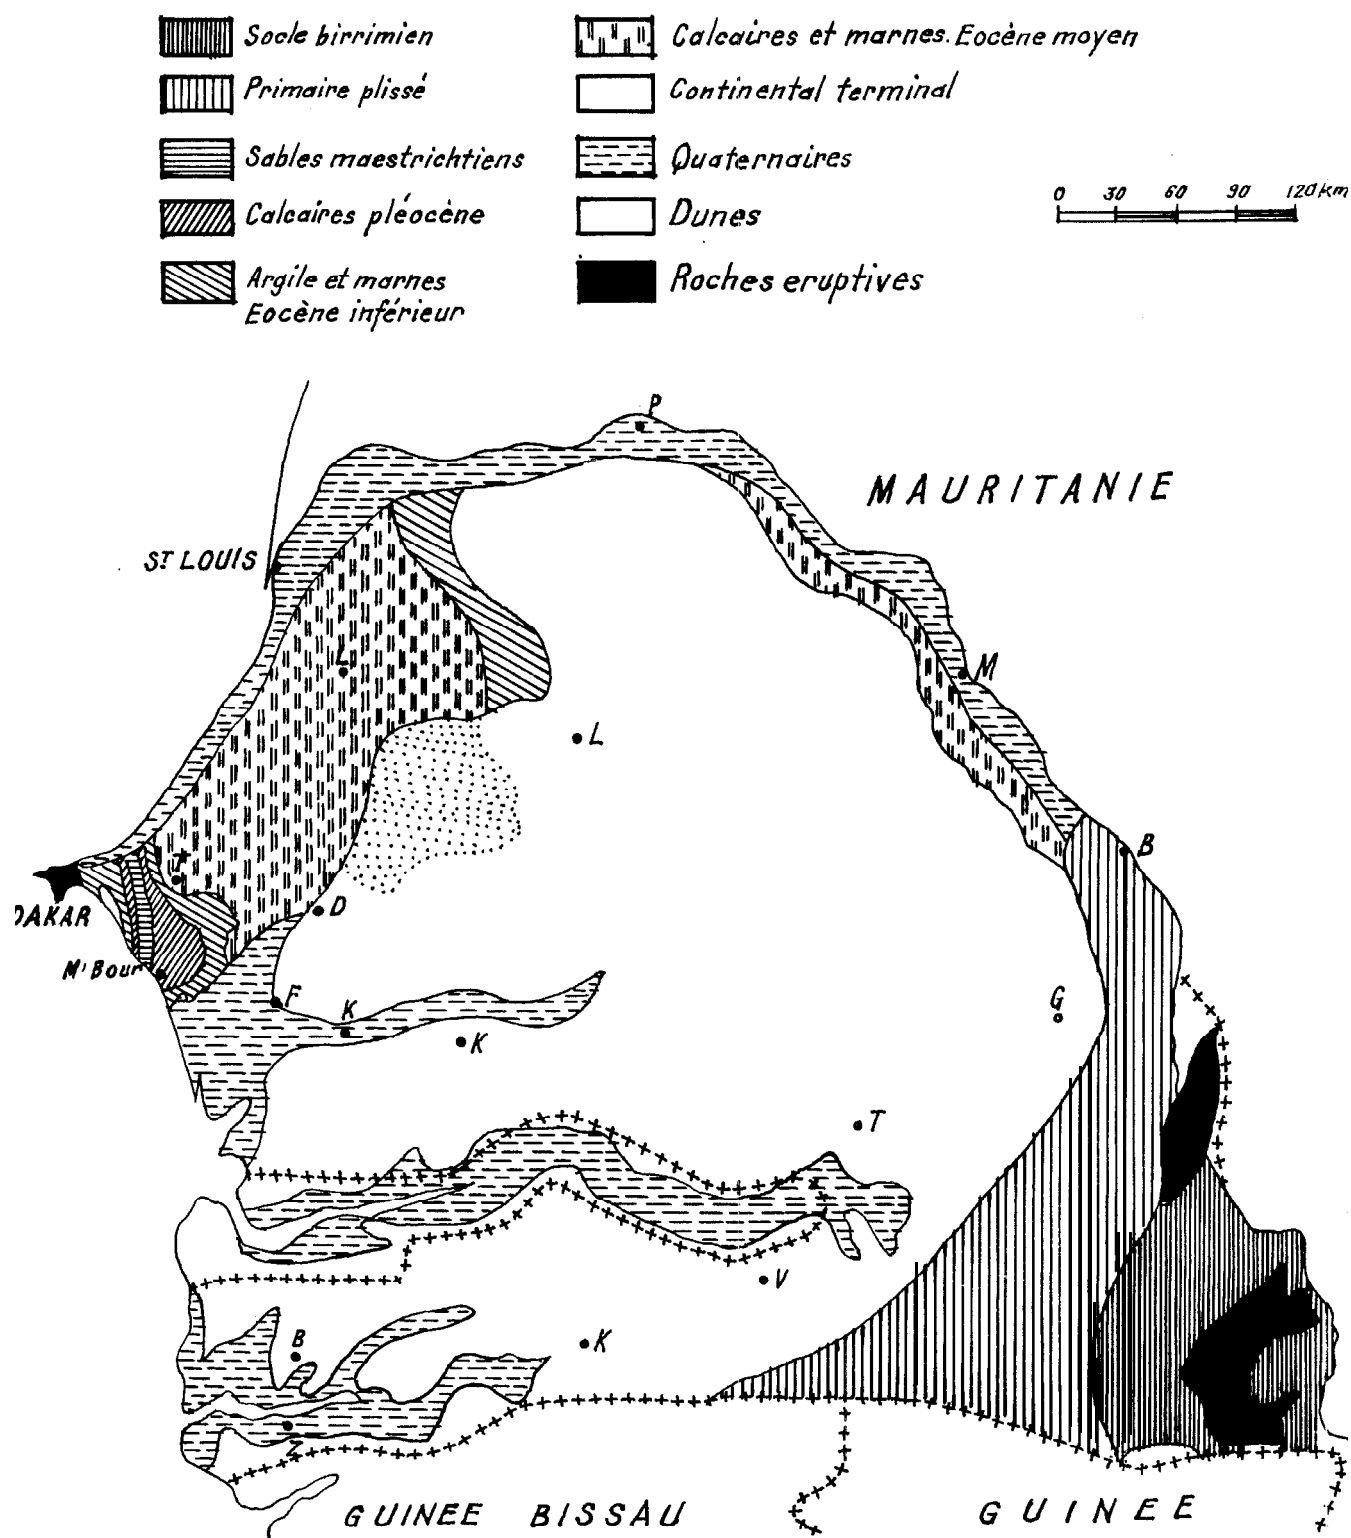 Socle birrimien
Primaire plissé
Sables maestrichtiens
Calcaires pléocène
Argile et marnes
Eocène inférieur
Calcaires et marnes. Eocène moyen
Continental terminal
Quaternaires
Dunes
Roches eruptives
0 30 60 90 120 km
P
MAURITANIE
ST LOUIS
L
M
L
B
T
D
DAKAR
M'Bour
F
K
K
G
T
V
B
K
Z
GUINEE BISSAU
GUINEE